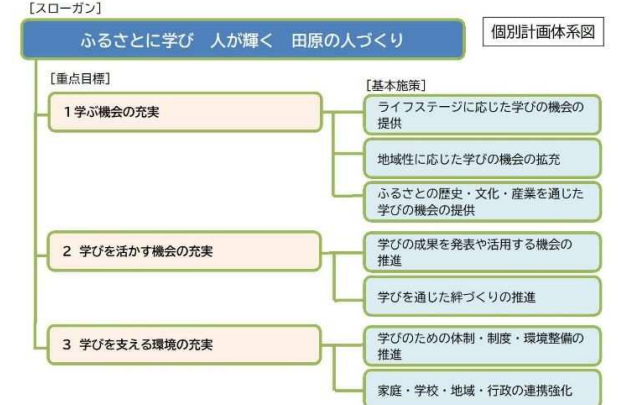 [スローガン]
ふるさとに学び 人が輝く 田原の人づくり
個別計画体系図
[重点目標]
[基本施策]
1 学ぶ機会の充実
ライフステージに応じた学びの機会の
提供
地域性に応じた学びの機会の拡充
ふるさとの歴史・文化・産業を通じた
学びの機会の提供
2 学びを活かす機会の充実
学びの成果を発表や活用する機会の
推進
学びを通じた絆づくりの推進
3 学びを支える環境の充実
学びのための体制・制度・環境整備の
推進
家庭・学校・地域・行政の連携強化